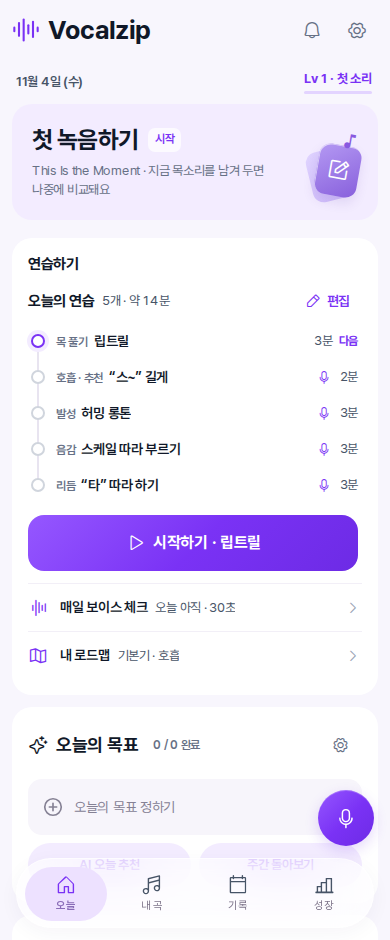 Vocalzip
11월 4일 (수)
Lv 1 · 첫 소리
첫 녹음하기 시작
This Is the Moment · 지금 목소리를 남겨 두면
나중에 비교돼요
연습하기
오늘의 연습 5개 · 약 14분 편집
목 풀기 립트릴 3분 다음
호흡 · 추천 “스~” 길게 2분
발성 허밍 롱톤 3분
음감 스케일 따라 부르기 3분
리듬 “타” 따라 하기 3분
시작하기 · 립트릴
매일 보이스 체크 오늘 아직 · 30초
내 로드맵 기본기 · 호흡
오늘의 목표 0 / 0 완료
오늘의 목표 정하기
AI 오늘 추천 주간 돌아보기
오늘 내 곡 기록 성장